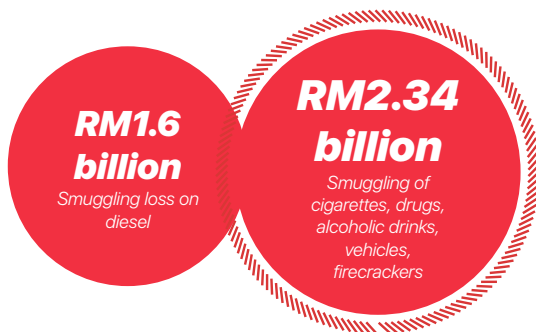 RM1.6
billion
Smuggling loss on
diesel
RM2.34
billion
Smuggling of
cigarettes, drugs,
alcoholic drinks,
vehicles,
firecrackers